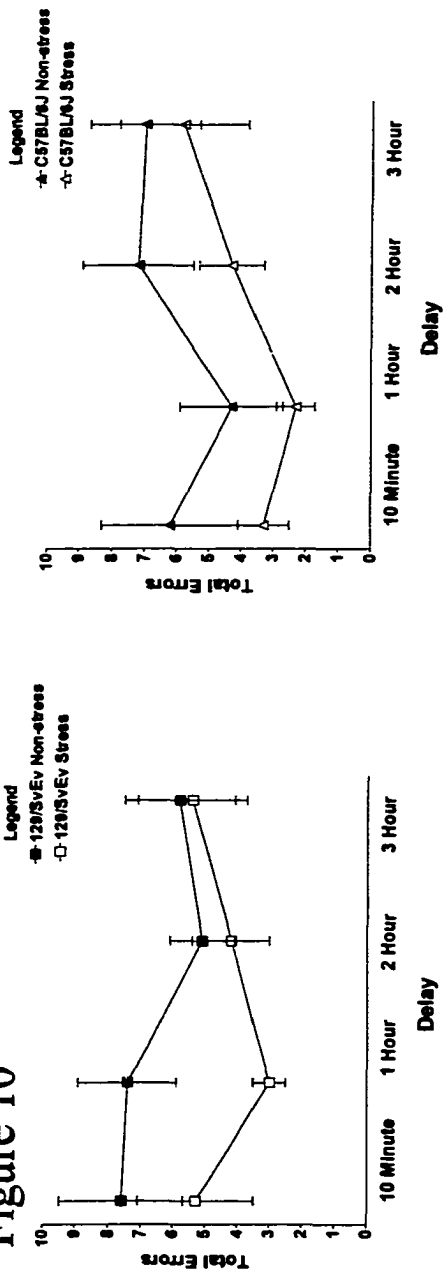 Figure 10
Legend
129/SvEv Non-stress
129/SvEv Stress
Total Errors
10
9
8
7
6
5
4
3
2
1
0
10 Minute 1 Hour 2 Hour 3 Hour
Delay
Legend
C57BL/6J Non-stress
C57BL/6J Stress
Total Errors
10
9
8
7
6
5
4
3
2
1
0
10 Minute 1 Hour 2 Hour 3 Hour
Delay